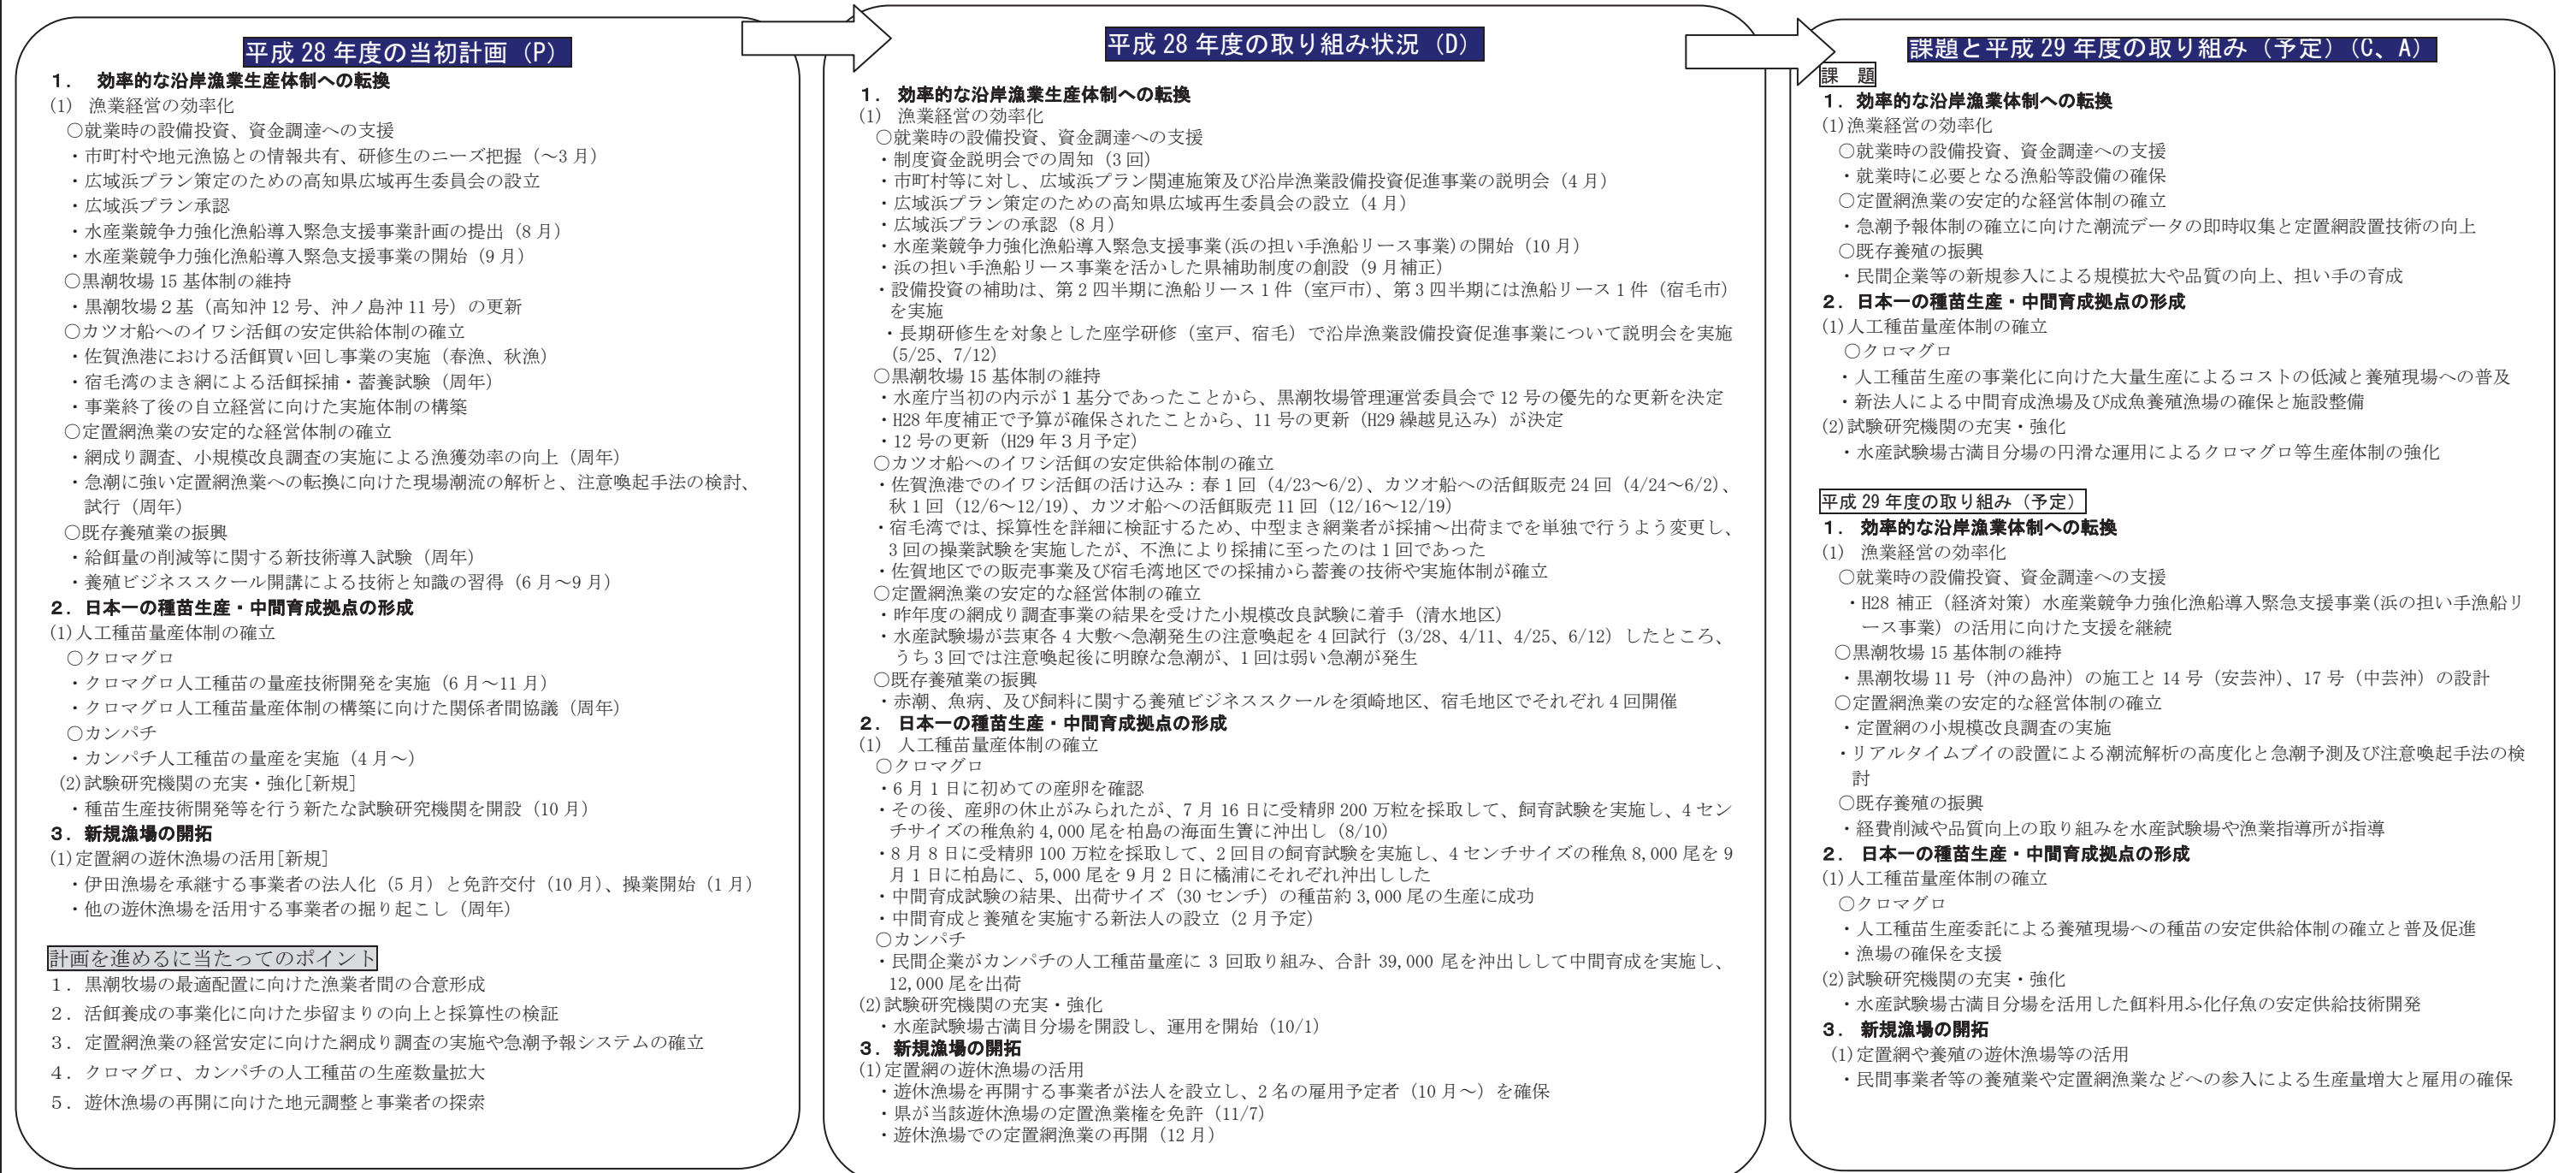 平成 28 年度の当初計画（P）
１．　効率的な沿岸漁業生産体制への転換
(1)　漁業経営の効率化
○就業時の設備投資、資金調達への支援
・市町村や地元漁協との情報共有、研修生のニーズ把握（～3 月）
・広域浜プラン策定のための高知県広域再生委員会の設立
・広域浜プラン承認
・水産業競争力強化漁船導入緊急支援事業計画の提出（8 月）
・水産業競争力強化漁船導入緊急支援事業の開始（9 月）
○黒潮牧場 15 基体制の維持
・黒潮牧場２基（高知沖 12 号、沖ノ島沖 11 号）の更新
○カツオ船へのイワシ活餌の安定供給体制の確立
・佐賀漁港における活餌買い回し事業の実施（春漁、秋漁）
・宿毛湾のまき網による活餌採捕・蓄養試験（周年）
・事業終了後の自立経営に向けた実施体制の構築
○定置網漁業の安定的な経営体制の確立
・網成り調査、小規模改良調査の実施による漁獲効率の向上（周年）
・急潮に強い定置網漁業への転換に向けた現場潮流の解析と、注意喚起手法の検討、
試行（周年）
○既存養殖業の振興
・給餌量の削減等に関する新技術導入試験（周年）
・養殖ビジネススクール開講による技術と知識の習得（6 月～9 月）
２．日本一の種苗生産・中間育成拠点の形成
(1)人工種苗量産体制の確立
○クロマグロ
・クロマグロ人工種苗の量産技術開発を実施（6 月～11 月）
・クロマグロ人工種苗量産体制の構築に向けた関係者間協議（周年）
○カンパチ
・カンパチ人工種苗の量産を実施（4 月～）
(2)試験研究機関の充実・強化[新規]
・種苗生産技術開発等を行う新たな試験研究機関を開設（10 月）
３．新規漁場の開拓
(1)定置網の遊休漁場の活用[新規]
・伊田漁場を承継する事業者の法人化（5 月）と免許交付（10 月）、操業開始（1 月）
・他の遊休漁場を活用する事業者の掘り起こし（周年）
計画を進めるに当たってのポイント
１．黒潮牧場の最適配置に向けた漁業者間の合意形成
２．活餌養成の事業化に向けた歩留まりの向上と採算性の検証
３．定置網漁業の経営安定に向けた網成り調査の実施や急潮予報システムの確立
４．クロマグロ、カンパチの人工種苗の生産数量拡大
５．遊休漁場の再開に向けた地元調整と事業者の探索
平成 28 年度の取り組み状況（D）
１．　効率的な沿岸漁業生産体制への転換
(1)　漁業経営の効率化
○就業時の設備投資、資金調達への支援
・制度資金説明会での周知（3 回）
・市町村等に対し、広域浜プラン関連施策及び沿岸漁業設備投資促進事業の説明会（4 月）
・広域浜プラン策定のための高知県広域再生委員会の設立（4 月）
・広域浜プランの承認（8 月）
・水産業競争力強化漁船導入緊急支援事業(浜の担い手漁船リース事業)の開始（10 月）
・浜の担い手漁船リース事業を活かした県補助制度の創設（9 月補正）
・設備投資の補助は、第２四半期に漁船リース 1 件（室戸市）、第３四半期には漁船リース 1 件（宿毛市）
を実施
・長期研修生を対象とした座学研修（室戸、宿毛）で沿岸漁業設備投資促進事業について説明会を実施
(5/25、7/12)
○黒潮牧場 15 基体制の維持
・水産庁当初の内示が 1 基分であったことから、黒潮牧場管理運営委員会で 12 号の優先的な更新を決定
・H28 年度補正で予算が確保されたことから、11 号の更新（H29 繰越見込み）が決定
・12 号の更新（H29 年３月予定）
○カツオ船へのイワシ活餌の安定供給体制の確立
・佐賀漁港でのイワシ活餌の活け込み：春 1 回（4/23～6/2）、カツオ船への活餌販売 24 回（4/24～6/2）、
秋 1 回（12/6～12/19）、カツオ船への活餌販売 11 回（12/16～12/19）
・宿毛湾では、採算性を詳細に検証するため、中型まき網業者が採捕～出荷までを単独で行うよう変更し、
3 回の操業試験を実施したが、不漁により採捕に至ったのは 1 回であった
・佐賀地区での販売事業及び宿毛湾地区での採捕から蓄養の技術や実施体制が確立
○定置網漁業の安定的な経営体制の確立
・昨年度の網成り調査事業の結果を受けた小規模改良試験に着手（清水地区）
・水産試験場が芸東各 4 大敷へ急潮発生の注意喚起を 4 回試行（3/28、4/11、4/25、6/12）したところ、
うち 3 回では注意喚起後に明瞭な急潮が、1 回は弱い急潮が発生
○既存養殖業の振興
・赤潮、魚病、及び飼料に関する養殖ビジネススクールを須崎地区、宿毛地区でそれぞれ 4 回開催
２．　日本一の種苗生産・中間育成拠点の形成
(1)　人工種苗量産体制の確立
○クロマグロ
・6 月 1 日に初めての産卵を確認
・その後、産卵の休止がみられたが、7 月 16 日に受精卵 200 万粒を採取して、飼育試験を実施し、4 セン
チサイズの稚魚約 4,000 尾を柏島の海面生簀に沖出し（8/10）
・8 月 8 日に受精卵 100 万粒を採取して、2 回目の飼育試験を実施し、4 センチサイズの稚魚 8,000 尾を 9
月 1 日に柏島に、5,000 尾を 9 月 2 日に橘浦にそれぞれ沖出しした
・中間育成試験の結果、出荷サイズ（30 センチ）の種苗約 3,000 尾の生産に成功
・中間育成と養殖を実施する新法人の設立（2 月予定）
○カンパチ
・民間企業がカンパチの人工種苗量産に 3 回取り組み、合計 39,000 尾を沖出しして中間育成を実施し、
12,000 尾を出荷
(2)試験研究機関の充実・強化
・水産試験場古満目分場を開設し、運用を開始（10/1）
３．新規漁場の開拓
(1)定置網の遊休漁場の活用
・遊休漁場を再開する事業者が法人を設立し、2 名の雇用予定者（10 月～）を確保
・県が当該遊休漁場の定置漁業権を免許（11/7）
・遊休漁場での定置網漁業の再開（12 月）
課題と平成 29 年度の取り組み（予定）（C、A）
課　題
１．効率的な沿岸漁業体制への転換
(1)漁業経営の効率化
○就業時の設備投資、資金調達への支援
・就業時に必要となる漁船等設備の確保
○定置網漁業の安定的な経営体制の確立
・急潮予報体制の確立に向けた潮流データの即時収集と定置網設置技術の向上
○既存養殖の振興
・民間企業等の新規参入による規模拡大や品質の向上、担い手の育成
２．日本一の種苗生産・中間育成拠点の形成
(1)人工種苗量産体制の確立
○クロマグロ
・人工種苗生産の事業化に向けた大量生産によるコストの低減と養殖現場への普及
・新法人による中間育成漁場及び成魚養殖漁場の確保と施設整備
(2)試験研究機関の充実・強化
・水産試験場古満目分場の円滑な運用によるクロマグロ等生産体制の強化
平成 29 年度の取り組み（予定）
１．　効率的な沿岸漁業体制への転換
(1)　漁業経営の効率化
○就業時の設備投資、資金調達への支援
・H28 補正（経済対策）水産業競争力強化漁船導入緊急支援事業(浜の担い手漁船リ
ース事業）の活用に向けた支援を継続
○黒潮牧場 15 基体制の維持
・黒潮牧場 11 号（沖の島沖）の施工と 14 号（安芸沖）、17 号（中芸沖）の設計
○定置網漁業の安定的な経営体制の確立
・定置網の小規模改良調査の実施
・リアルタイムブイの設置による潮流解析の高度化と急潮予測及び注意喚起手法の検
討
○既存養殖の振興
・経費削減や品質向上の取り組みを水産試験場や漁業指導所が指導
２．　日本一の種苗生産・中間育成拠点の形成
(1)人工種苗量産体制の確立
○クロマグロ
・人工種苗生産委託による養殖現場への種苗の安定供給体制の確立と普及促進
・漁場の確保を支援
(2)試験研究機関の充実・強化
・水産試験場古満目分場を活用した餌料用ふ化仔魚の安定供給技術開発
３．　新規漁場の開拓
(1)定置網や養殖の遊休漁場等の活用
・民間事業者等の養殖業や定置網漁業などへの参入による生産量増大と雇用の確保